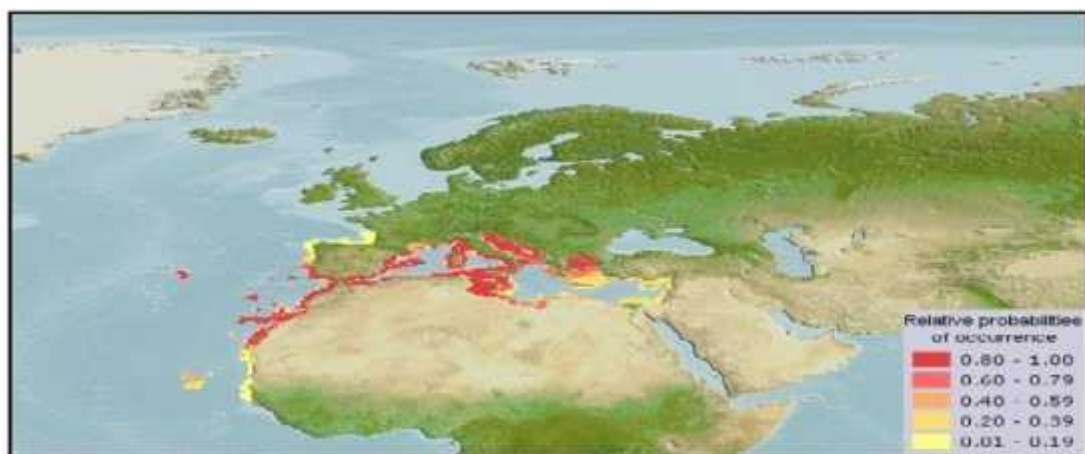 Relative probabilities
of occurrence
0.80 - 1.00
0.60 - 0.79
0.40 - 0.59
0.20 - 0.39
0.01 - 0.19